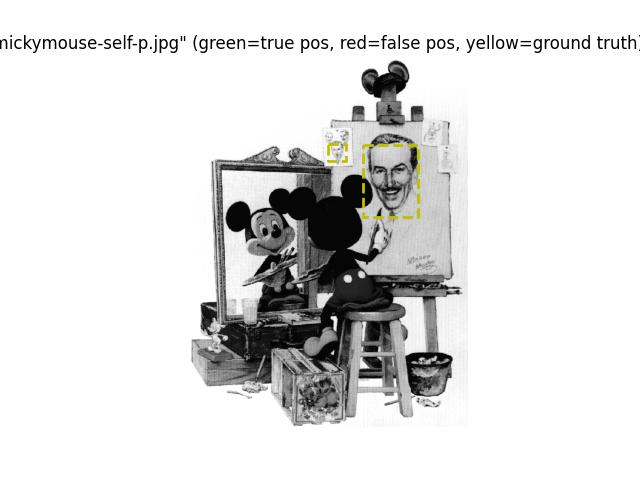 mickymouse-self-p.jpg" (green=true pos, red=false pos, yellow=ground truth)